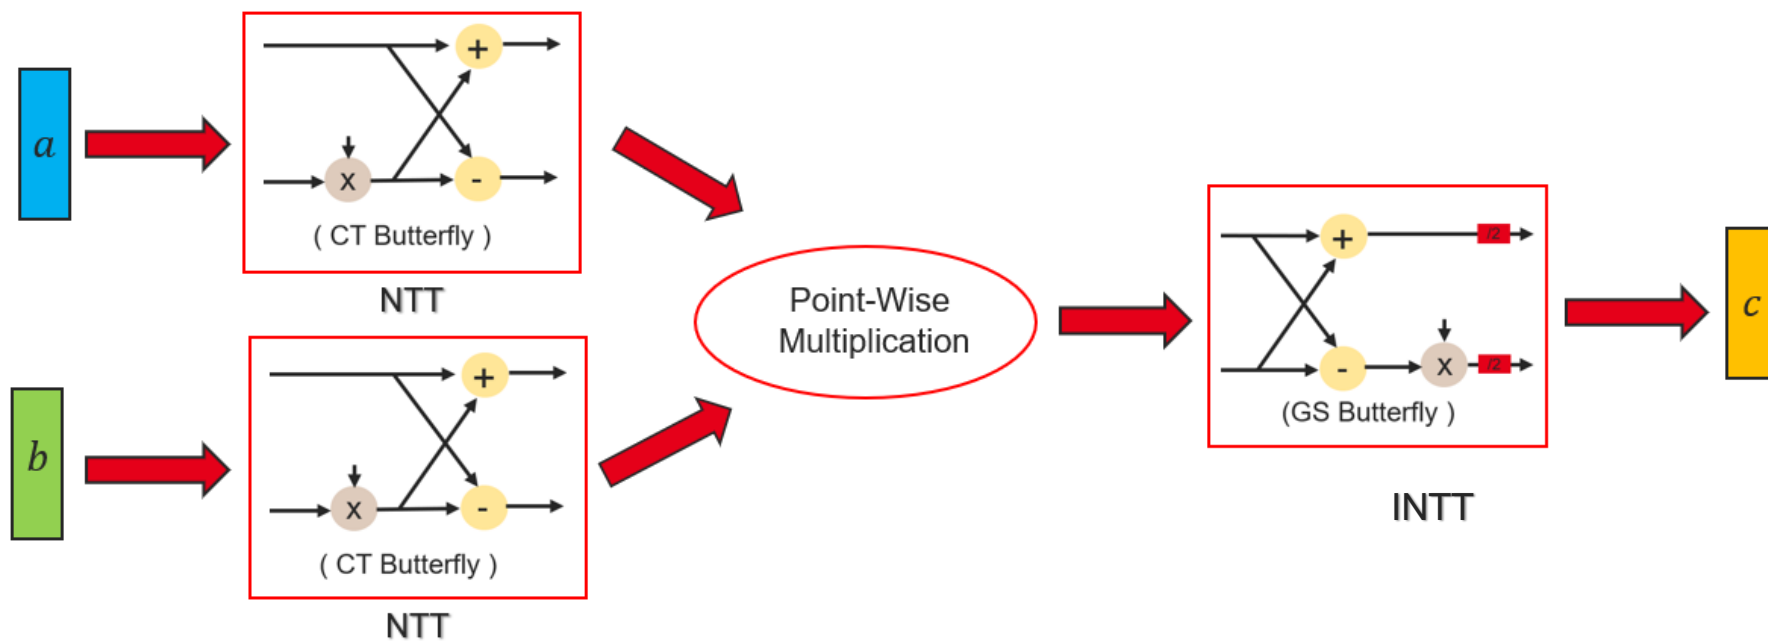 a
+
x
-
( CT Butterfly )
NTT
b
+
x
-
( CT Butterfly )
NTT
Point-Wise
Multiplication
+
/2
-
x
/2
(GS Butterfly )
INTT
c